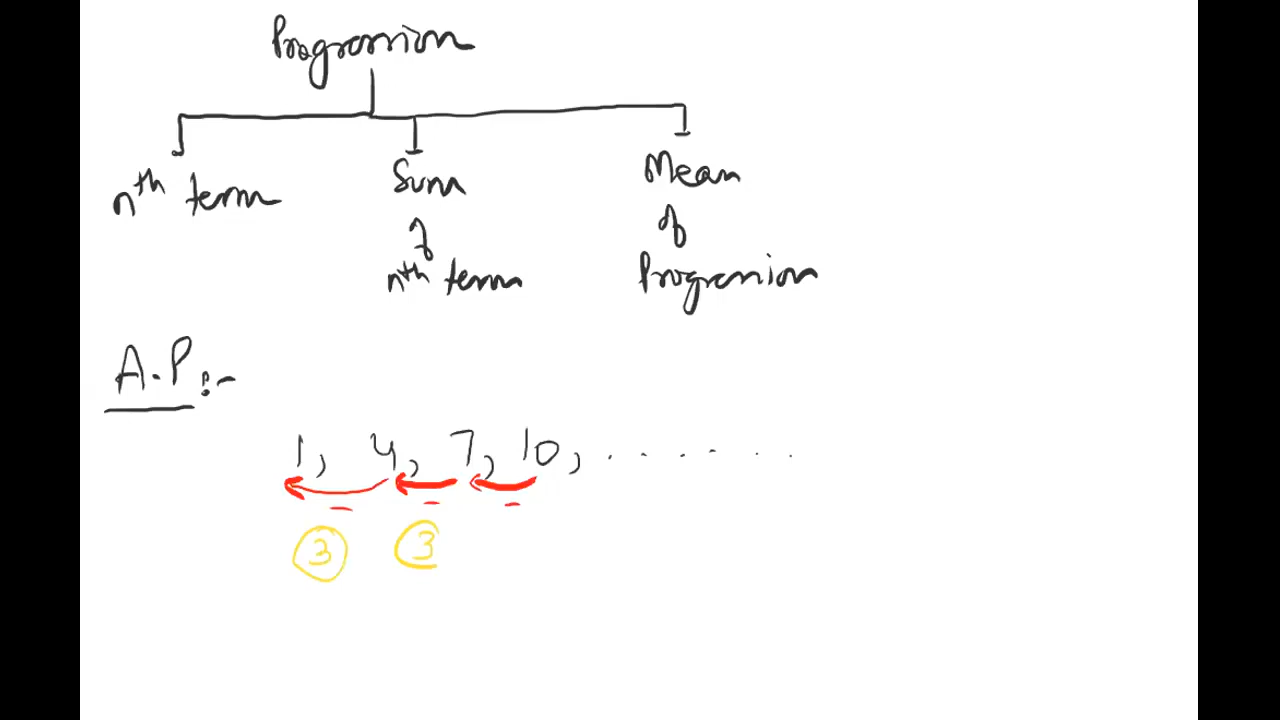 Progression
nth term
Sum
of
nth term
Mean
of
Progression
A.P:-
1, 4, 7, 10, .......
3 3